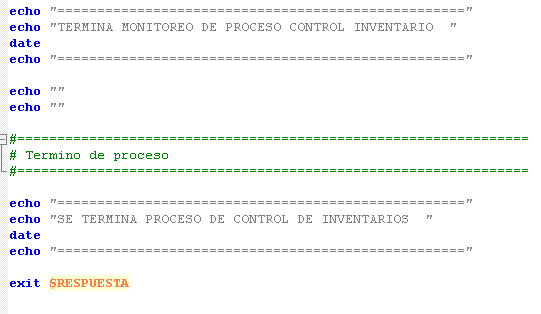 echo "==================================================="
echo "TERMINA MONITOREO DE PROCESO CONTROL INVENTARIO  "
date
echo "==================================================="
echo ""
echo ""
#================================================================
# Termino de proceso
#================================================================
echo "==================================================="
echo "SE TERMINA PROCESO DE CONTROL DE INVENTARIOS  "
date
echo "==================================================="
exit $RESPUESTA